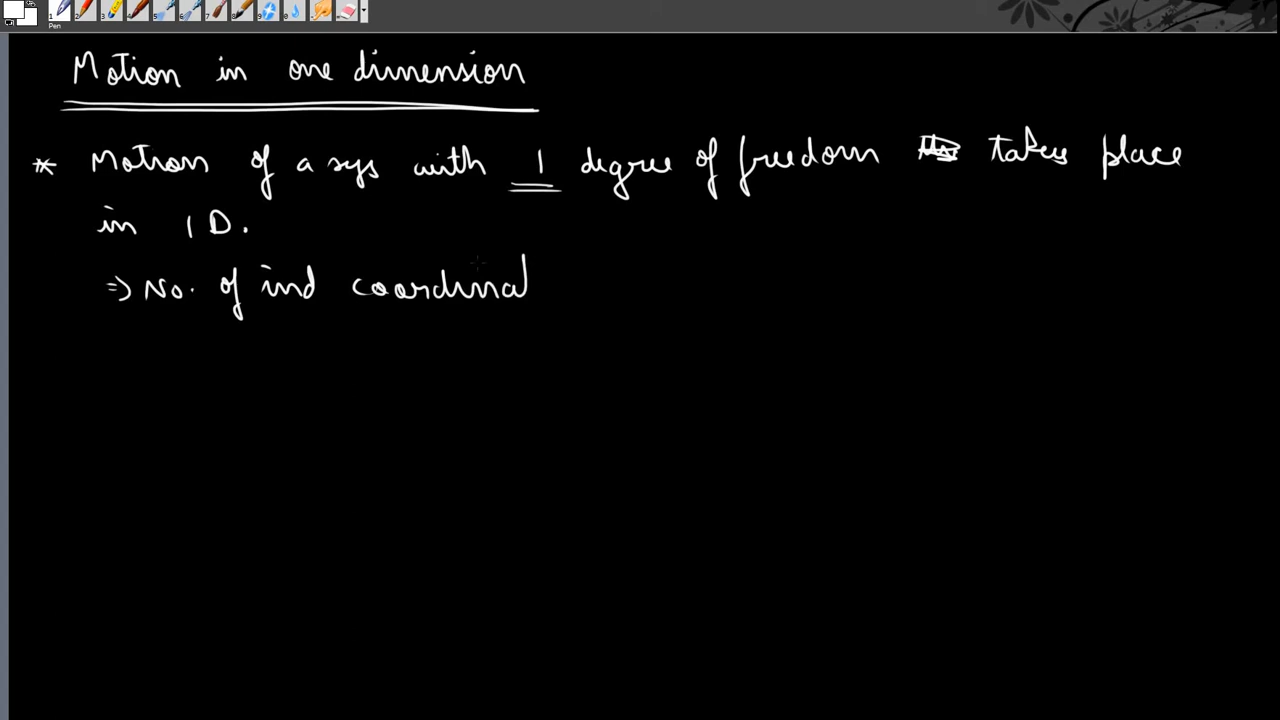 Motion in one dimension
* Motion of a sys with 1 degree of freedom takes place
in 1D.
⇒ No. of ind coordinal